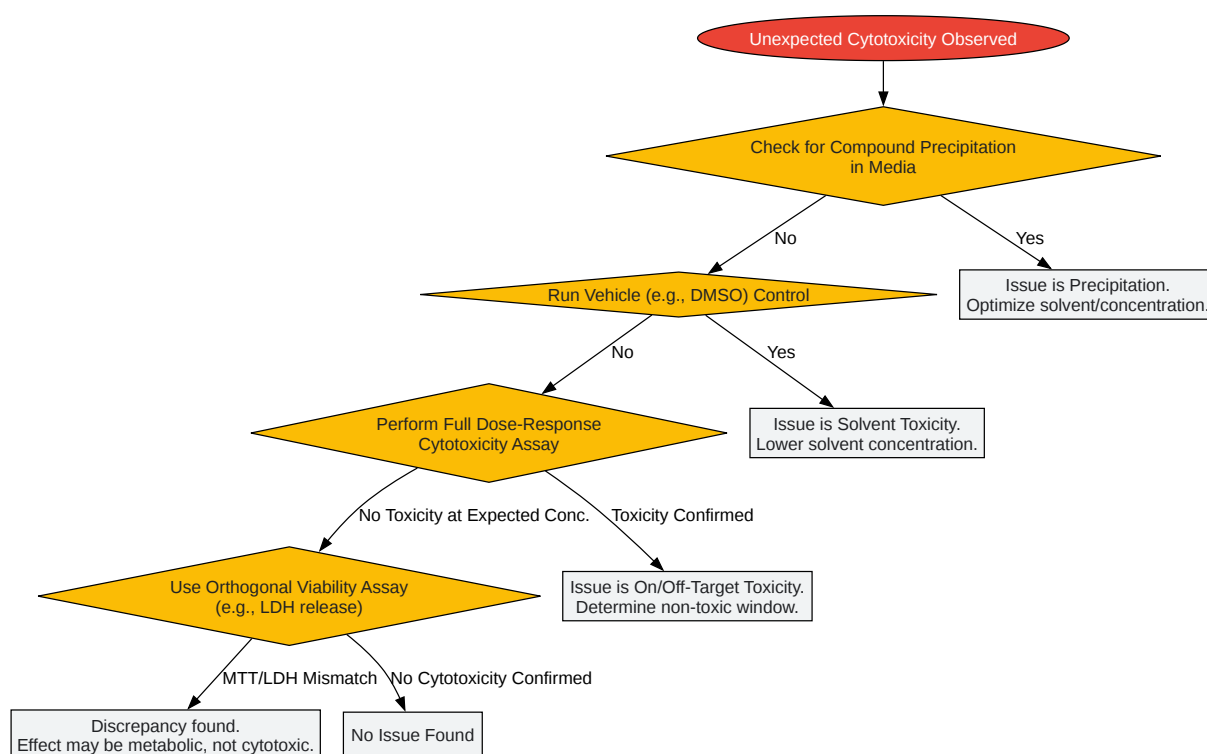 Unexpected Cytotoxicity Observed
Check for Compound Precipitation
in Media
No
Yes
Run Vehicle (e.g., DMSO) Control
Issue is Precipitation.
Optimize solvent/concentration.
No
Yes
Perform Full Dose-Response
Cytotoxicity Assay
Issue is Solvent Toxicity.
Lower solvent concentration.
No Toxicity at Expected Conc.
Toxicity Confirmed
Use Orthogonal Viability Assay
(e.g., LDH release)
Issue is On/Off-Target Toxicity.
Determine non-toxic window.
MTT/LDH Mismatch
No Cytotoxicity Confirmed
Discrepancy found.
Effect may be metabolic, not cytotoxic.
No Issue Found